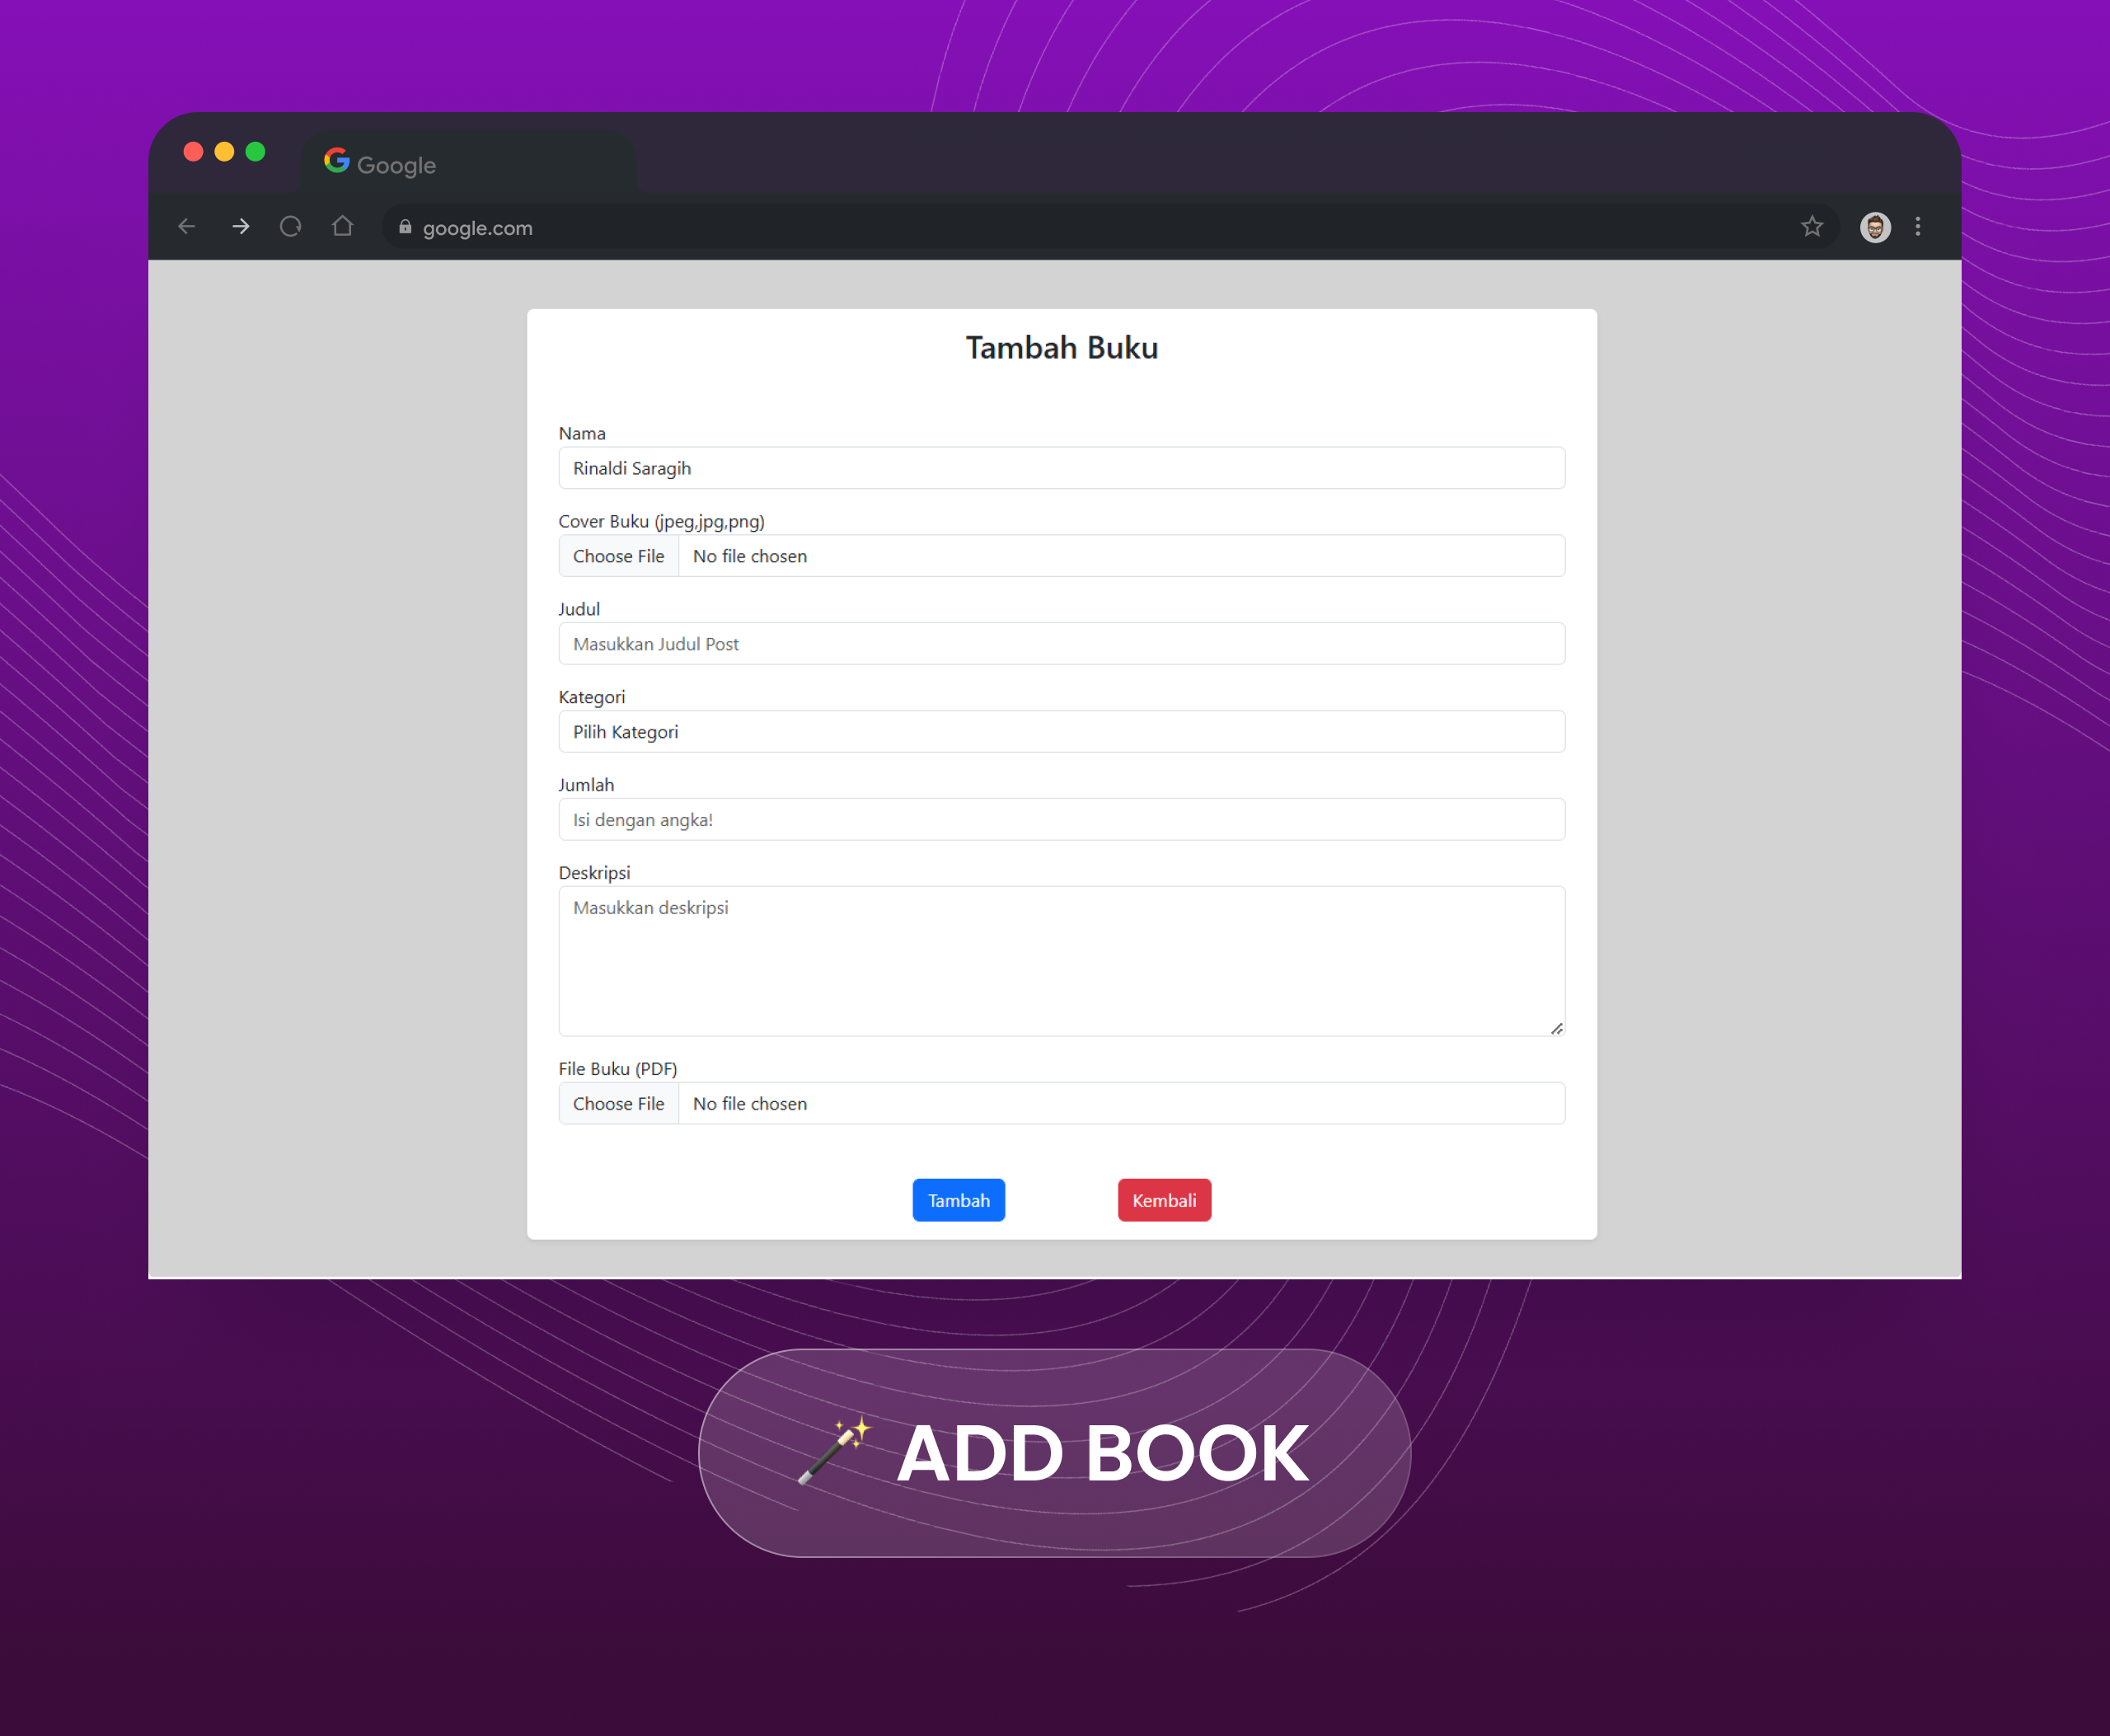 Google
google.com
Tambah Buku
Nama
Rinaldi Saragih
Cover Buku (jpeg,jpg,png)
Choose File No file chosen
Judul
Masukkan Judul Post
Kategori
Pilih Kategori
Jumlah
Isi dengan angka!
Deskripsi
Masukkan deskripsi
File Buku (PDF)
Choose File No file chosen
Tambah Kembali
ADD BOOK